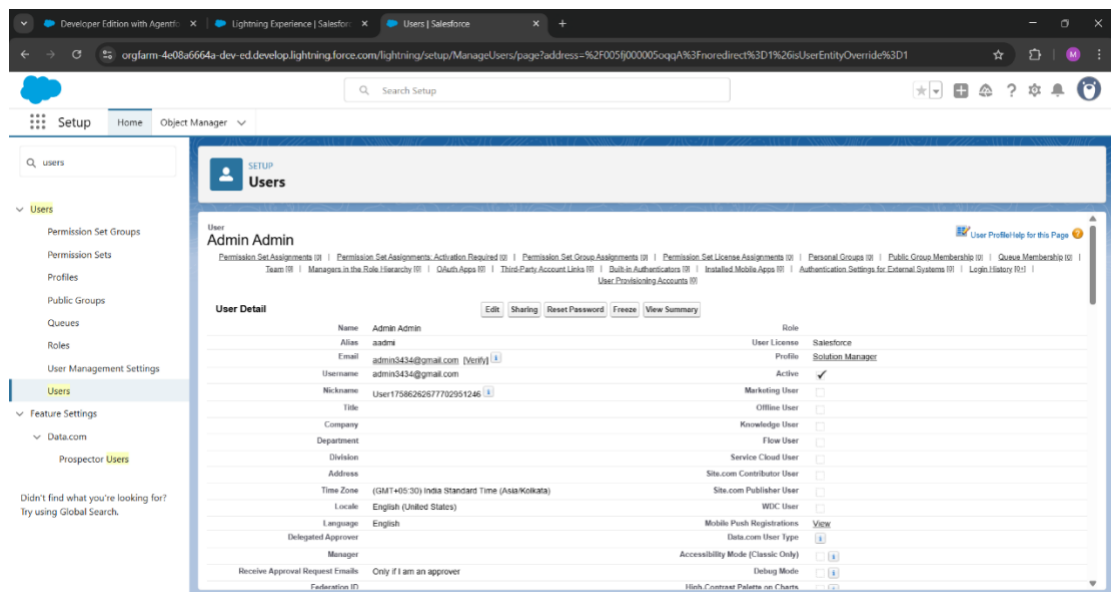 Developer Edition with Agentfo
Lightning Experience | Salesforc
Users | Salesforce
orgfarm-4e08a6664a-dev-ed.develop.lightning.force.com/lightning/setup/ManageUsers/page?address=%2F005fj000005oqqA%3Fnoredirect%3D1%26isUserEntityOverride%3D1
M
Search Setup
Setup
Home
Object Manager
users
Users
Permission Set Groups
Permission Sets
Profiles
Public Groups
Queues
Roles
User Management Settings
Users
Feature Settings
Data.com
Prospector Users
Didn't find what you're looking for?
Try using Global Search.
SETUP
Users
User
Admin Admin
User Profile Help for this Page
Permission Set Assignments [0] | Permission Set Assignments: Activation Required [0] | Permission Set Group Assignments [0] | Permission Set License Assignments [0] | Personal Groups [0] | Public Group Membership [0] | Queue Membership [0] |
Team [0] | Managers in the Role Hierarchy [0] | OAuth Apps [0] | Third-Party Account Links [0] | Built-in Authenticators [0] | Installed Mobile Apps [0] | Authentication Settings for External Systems [0] | Login History [0+] |
User Provisioning Accounts [0]
User Detail
Edit Sharing Reset Password Freeze View Summary
Name Admin Admin Role
Alias aadmi User License Salesforce
Email admin3434@gmail.com [Verify] Profile Solution Manager
Username admin3434@gmail.com Active
Nickname User17586262677702951246 Marketing User
Title Offline User
Company Knowledge User
Department Flow User
Division Service Cloud User
Address Site.com Contributor User
Time Zone (GMT+05:30) India Standard Time (Asia/Kolkata) Site.com Publisher User
Locale English (United States) WDC User
Language English Mobile Push Registrations View
Delegated Approver Data.com User Type
Manager Accessibility Mode (Classic Only)
Receive Approval Request Emails Only if I am an approver Debug Mode
Federation ID High-Contrast Palette on Charts